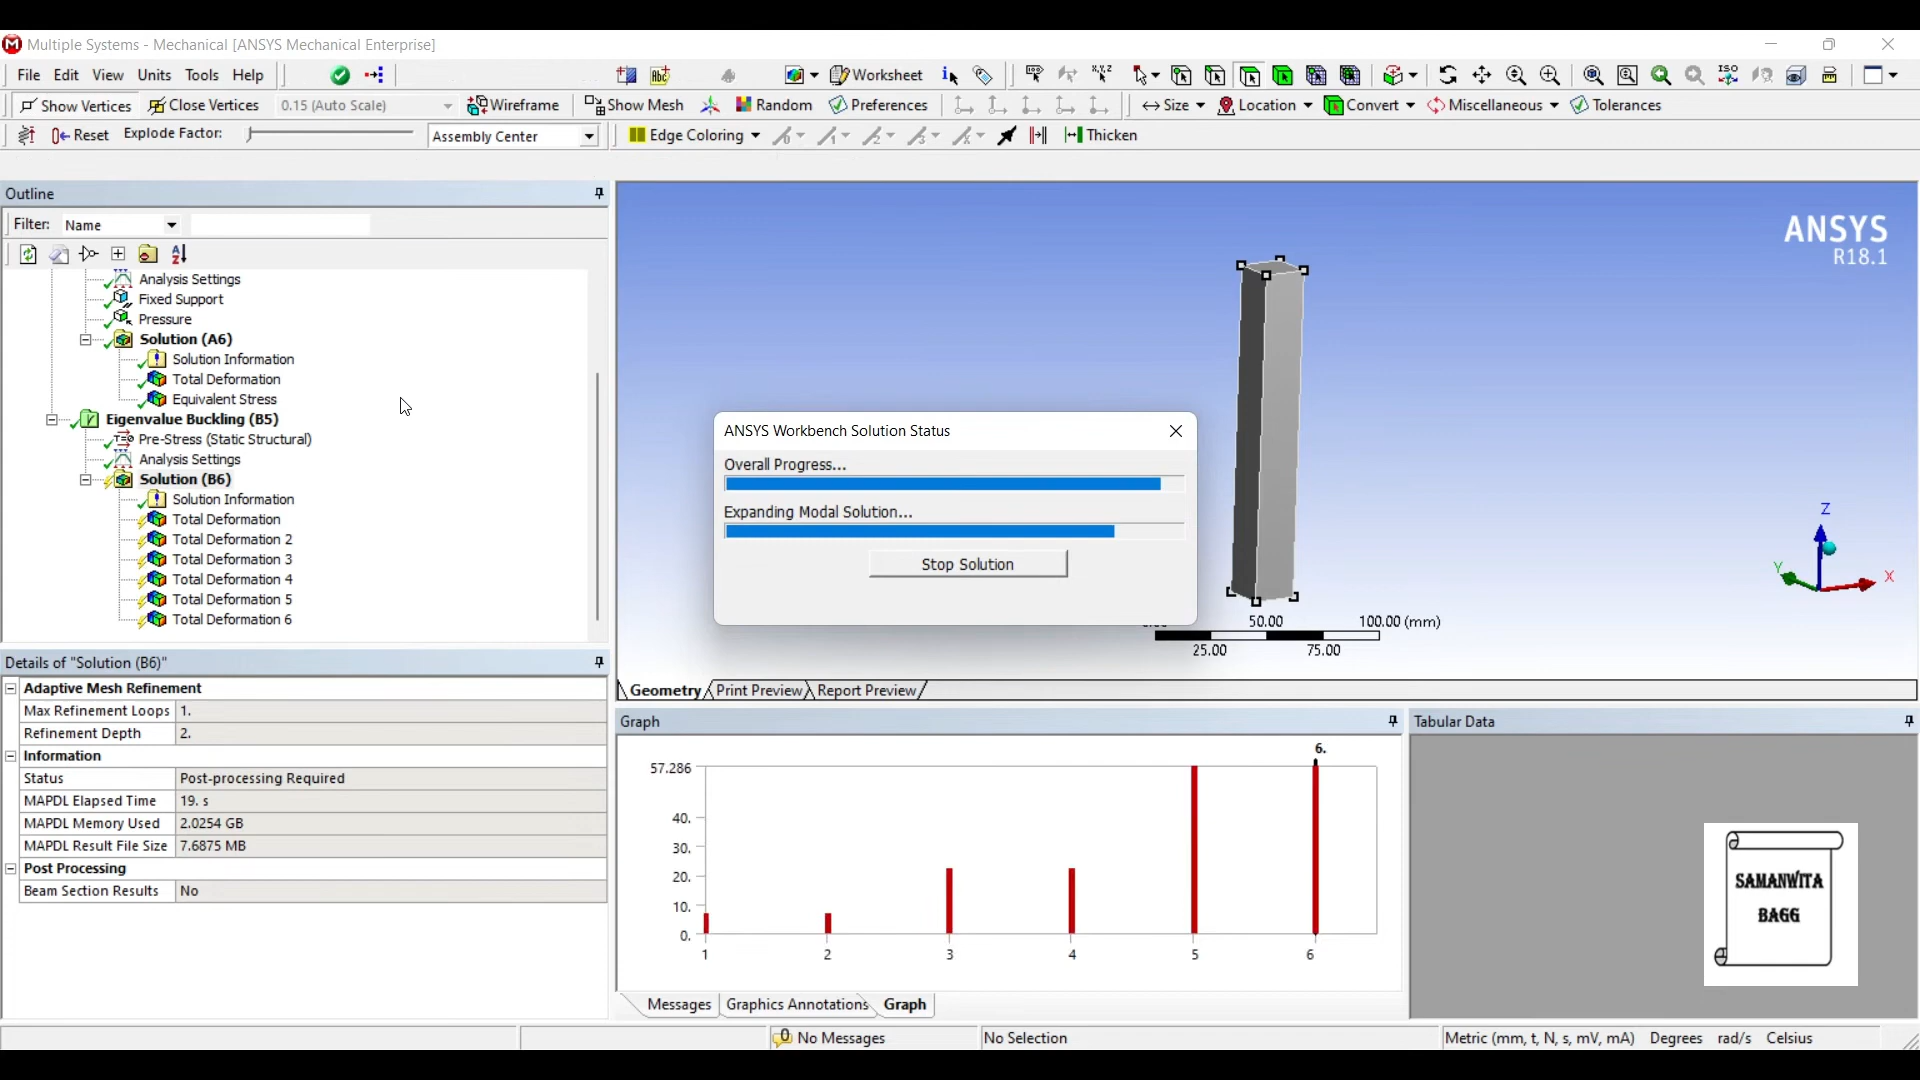 Multiple Systems - Mechanical [ANSYS Mechanical Enterprise]
File Edit View Units Tools Help
Worksheet
Show Vertices Close Vertices 0.15 (Auto Scale) Wireframe Show Mesh Random Preferences Size Location Convert Miscellaneous Tolerances
Reset Explode Factor: Assembly Center Edge Coloring Thicken
Outline
Filter: Name
Analysis Settings
Fixed Support
Pressure
Solution (A6)
Solution Information
Total Deformation
Equivalent Stress
Eigenvalue Buckling (B5)
Pre-Stress (Static Structural)
Analysis Settings
Solution (B6)
Solution Information
Total Deformation
Total Deformation 2
Total Deformation 3
Total Deformation 4
Total Deformation 5
Total Deformation 6
Details of "Solution (B6)"
Adaptive Mesh Refinement
Max Refinement Loops 1.
Refinement Depth 2.
Information
Status Post-processing Required
MAPDL Elapsed Time 19. s
MAPDL Memory Used 2.0254 GB
MAPDL Result File Size 7.6875 MB
Post Processing
Beam Section Results No
ANSYS
R18.1
ANSYS Workbench Solution Status
Overall Progress...
Expanding Modal Solution...
Stop Solution
Z
Y X
50.00 100.00 (mm)
25.00 75.00
Geometry Print Preview Report Preview
Graph
6.
57.286
40.
30.
20.
10.
0.
1 2 3 4 5 6
Messages Graphics Annotations Graph
Tabular Data
SAMANWITA
BAGG
No Messages No Selection Metric (mm, t, N, s, mV, mA) Degrees rad/s Celsius